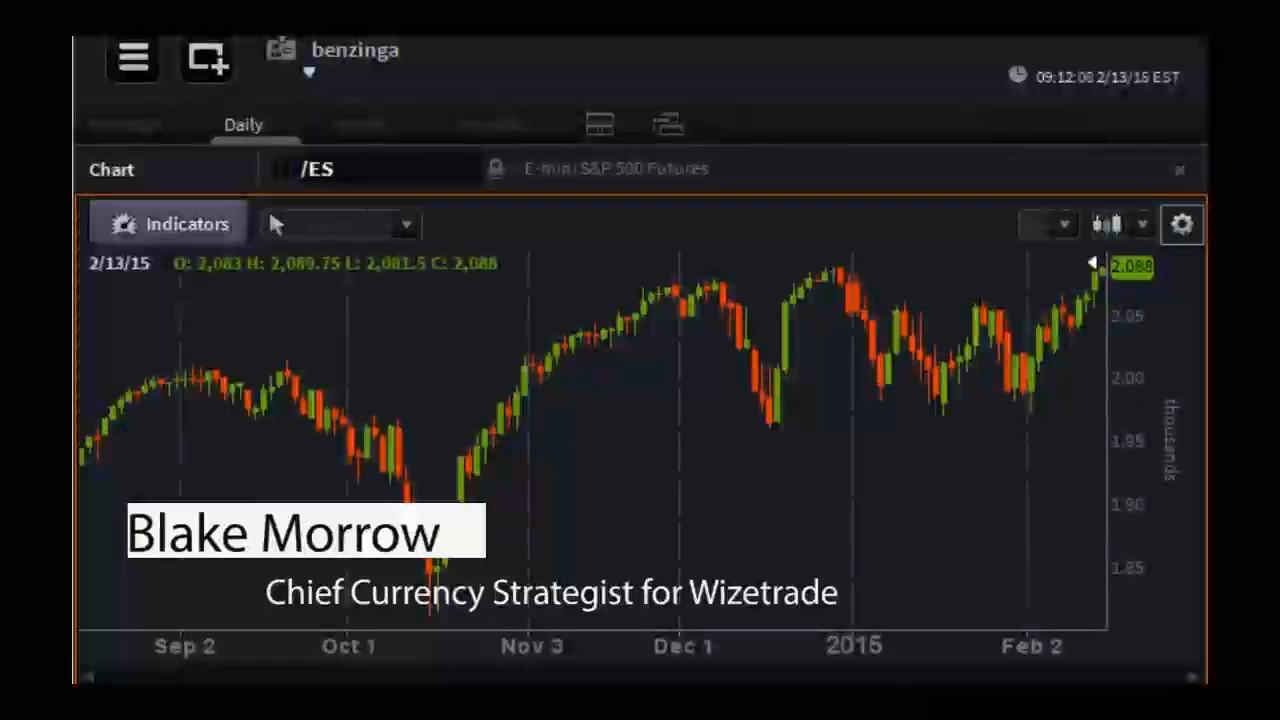 benzinga
09:12:08 2/13/15 EST
Daily
Chart /ES E-mini S&P 500 Futures
Indicators
2/13/15 O: 2,083 H: 2,089.75 L: 2,081.5 C: 2,088
2.088
2.05
2.00
1.95
1.90
1.85
thousands
Blake Morrow
Chief Currency Strategist for Wizetrade
Sep 2 Oct 1 Nov 3 Dec 1 2015 Feb 2